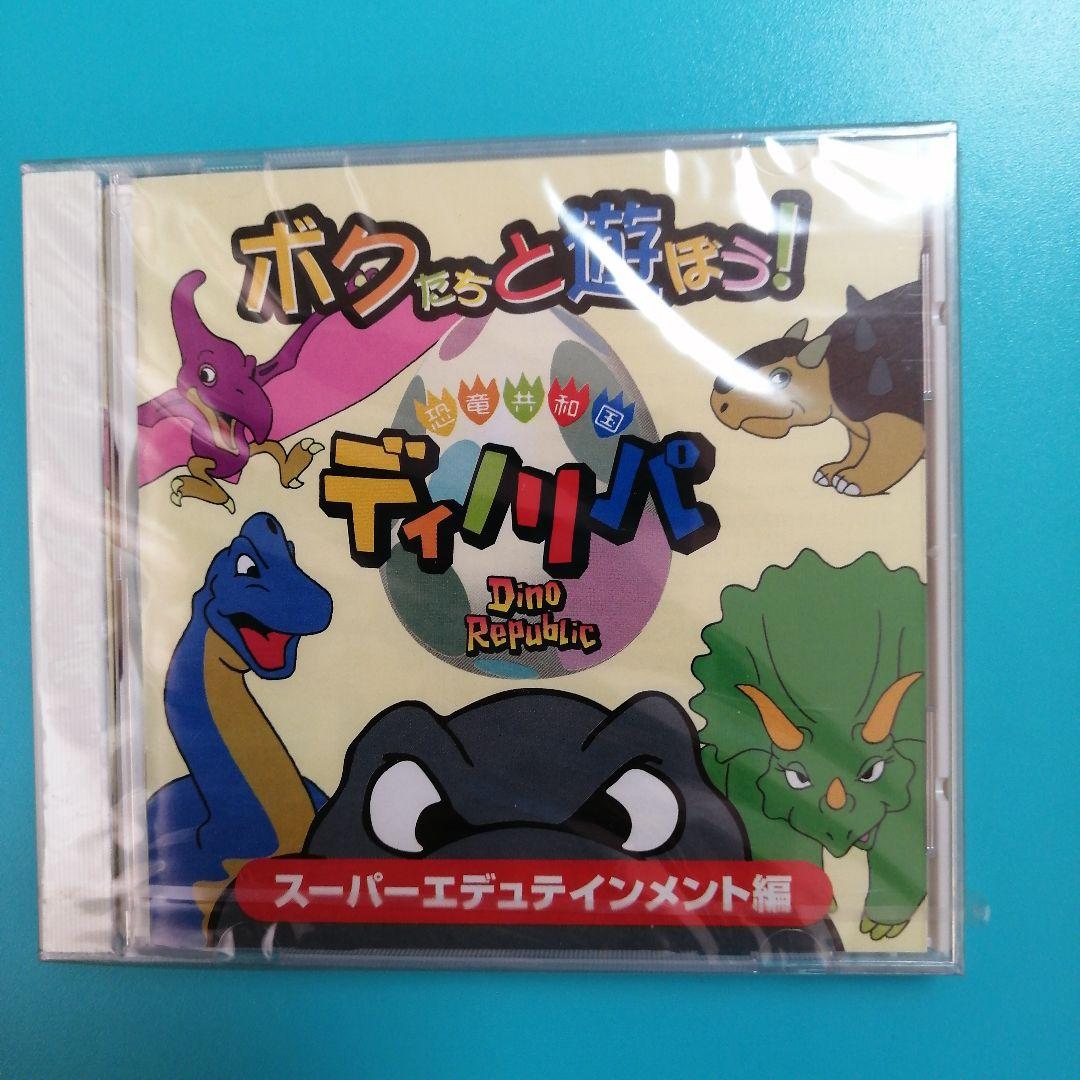 ボクたちと遊ぼう!
恐竜共和国
ディノリパ
Dino
Republic
スーパーエデュテインメント編